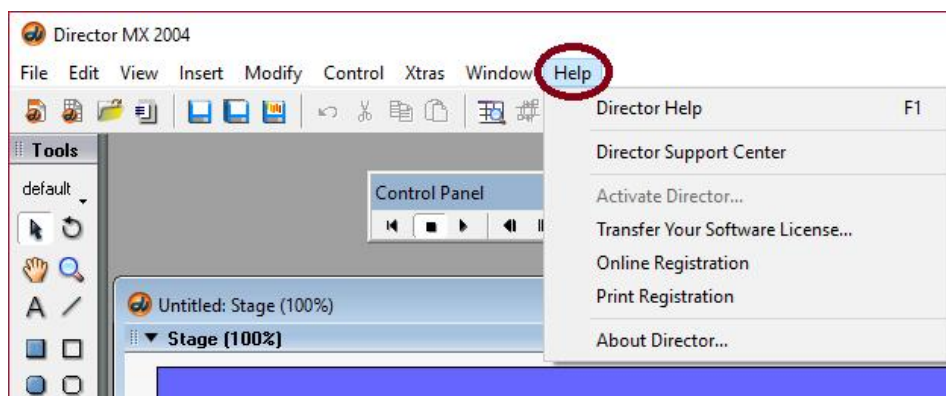 Director MX 2004
File Edit View Insert Modify Control Xtras Window Help
Director Help F1
Director Support Center
Activate Director...
Transfer Your Software License...
Online Registration
Print Registration
About Director...
Tools
default
Control Panel
A
Untitled: Stage (100%)
Stage (100%)